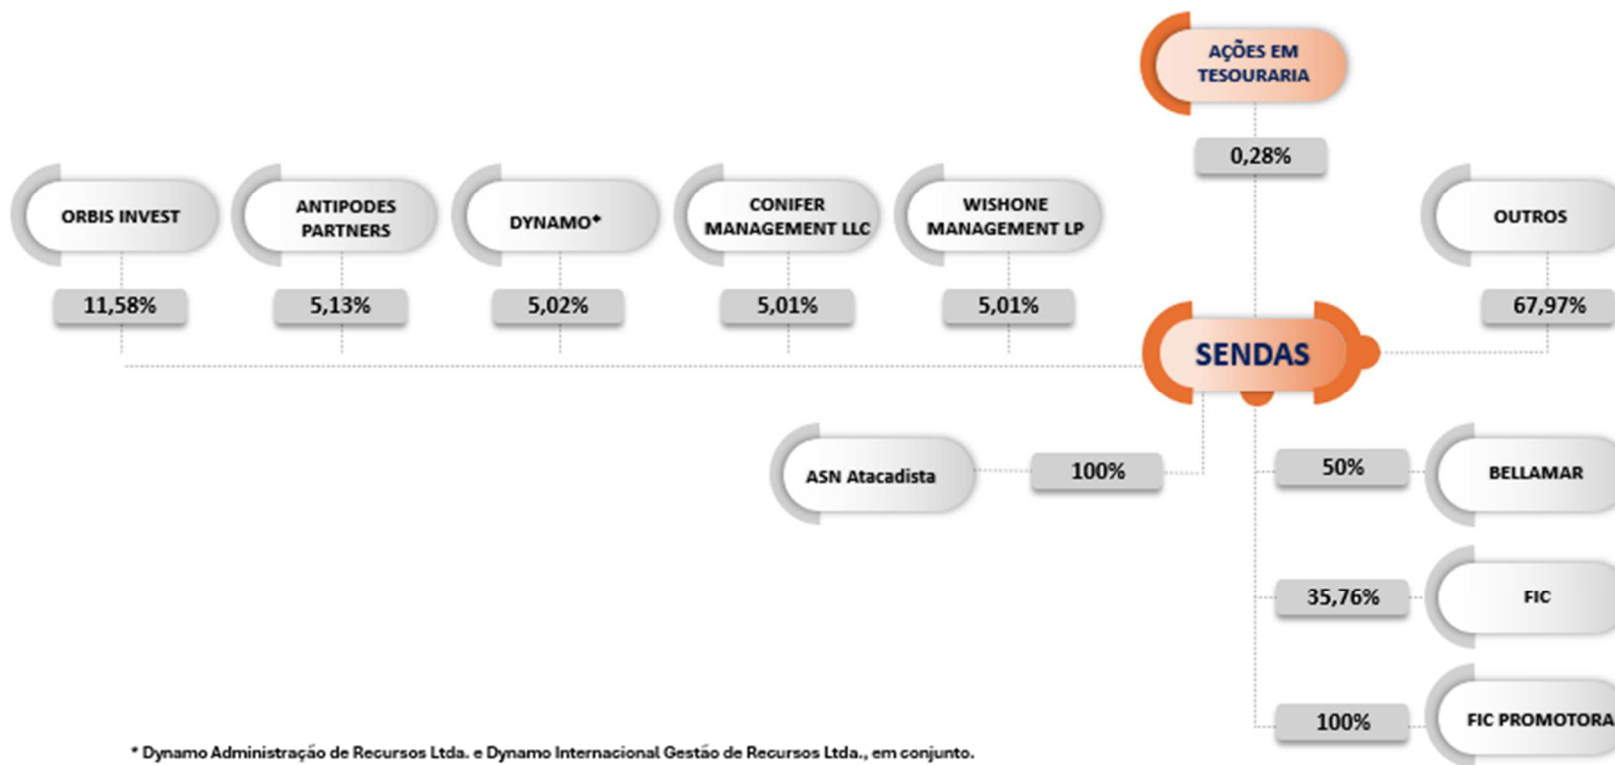 AÇÕES EM
TESOURARIA
0,28%
ORBIS INVEST
ANTIPODES
PARTNERS
DYNAMO*
CONIFER
MANAGEMENT LLC
WISHONE
MANAGEMENT LP
OUTROS
11,58%
5,13%
5,02%
5,01%
5,01%
67,97%
SENDAS
ASN Atacadista
100%
50%
BELLAMAR
35,76%
FIC
100%
FIC PROMOTORA
* Dynamo Administração de Recursos Ltda. e Dynamo Internacional Gestão de Recursos Ltda., em conjunto.